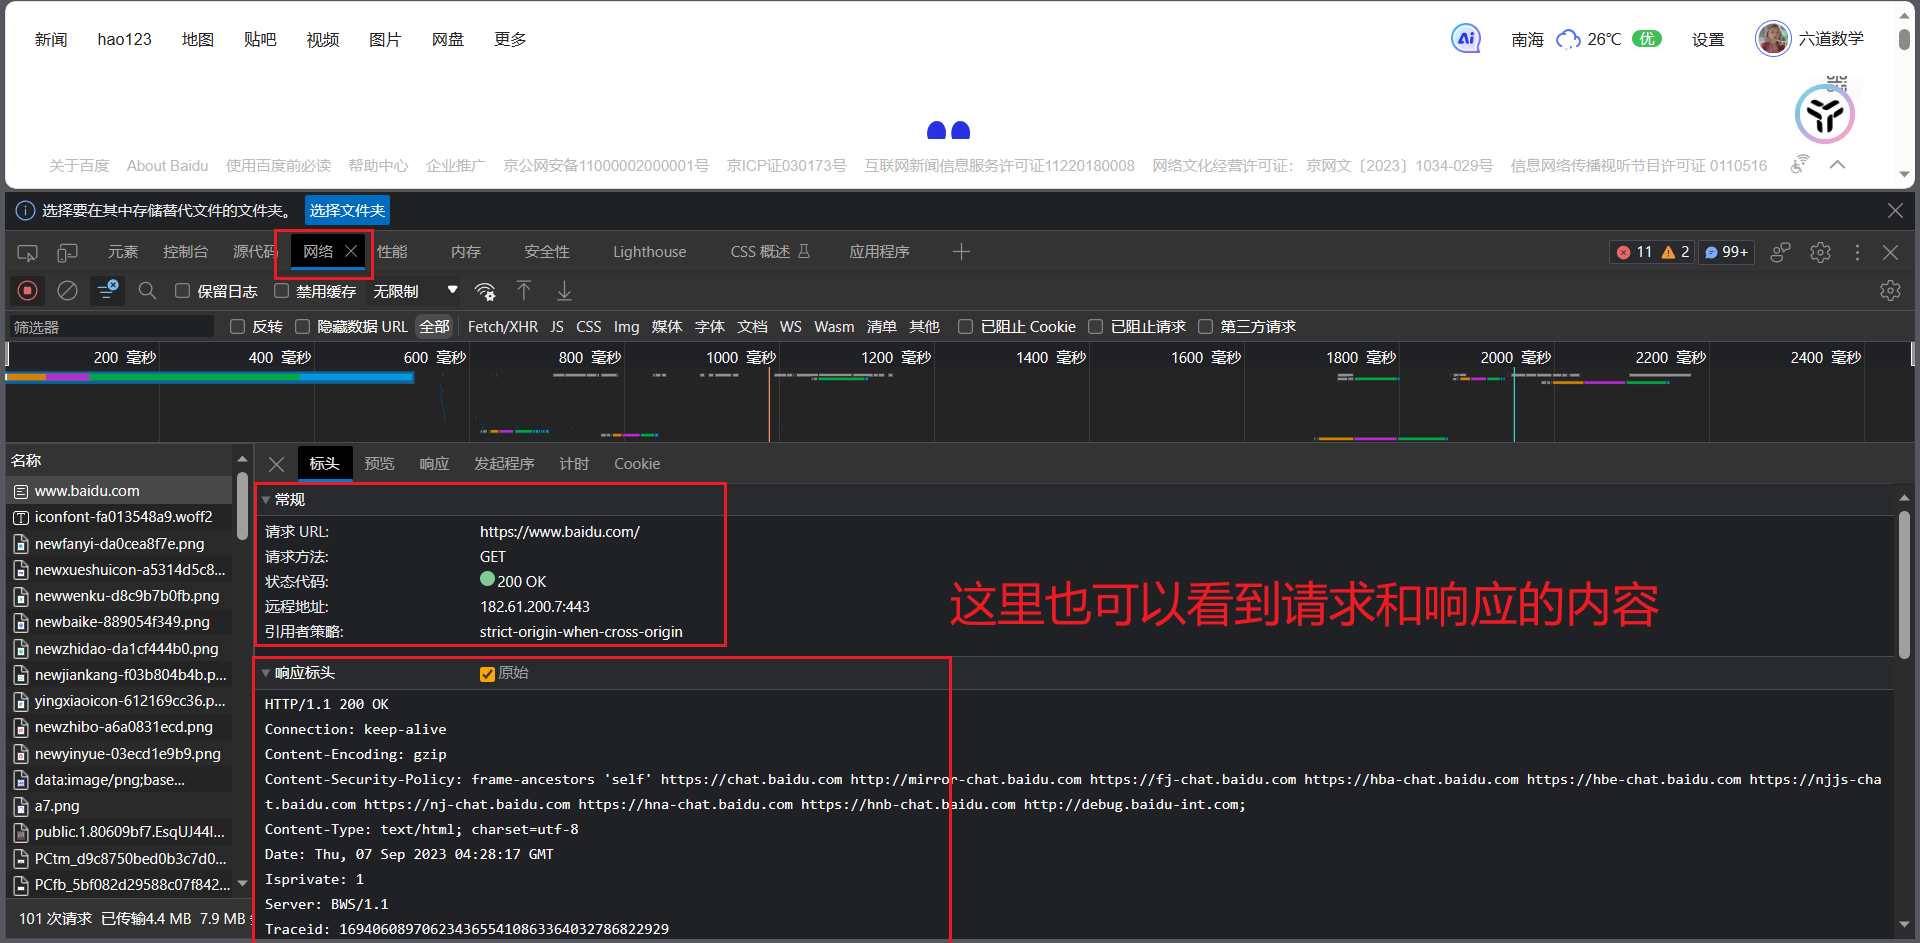 新闻 hao123 地图 贴吧 视频 图片 网盘 更多 Ai 南海 26℃ 优 设置 六道数学
关于百度 About Baidu 使用百度前必读 帮助中心 企业推广 京公网安备11000002000001号 京ICP证030173号 互联网新闻信息服务许可证11220180008 网络文化经营许可证： 京网文〔2023〕1034-029号 信息网络传播视听节目许可证 0110516
选择要在其中存储替代文件的文件夹。 选择文件夹
元素 控制台 源代码 网络 性能 内存 安全性 Lighthouse CSS 概述 应用程序 11 2 99+
保留日志 禁用缓存 无限制
筛选器 反转 隐藏数据 URL 全部 Fetch/XHR JS CSS Img 媒体 字体 文档 WS Wasm 清单 其他 已阻止 Cookie 已阻止请求 第三方请求
200 毫秒 400 毫秒 600 毫秒 800 毫秒 1000 毫秒 1200 毫秒 1400 毫秒 1600 毫秒 1800 毫秒 2000 毫秒 2200 毫秒 2400 毫秒
名称
www.baidu.com
iconfont-fa013548a9.woff2
newfanyi-da0cea8f7e.png
newxueshuicon-a5314d5c8...
newwenku-d8c9b7b0fb.png
newbaike-889054f349.png
newzhidao-da1cf444b0.png
newjiankang-f03b804b4b.p...
yingxiaoicon-612169cc36.p...
newzhibo-a6a0831ecd.png
newyinyue-03ecd1e9b9.png
data:image/png;base...
a7.png
public.1.80609bf7.EsqUJ44l...
PCtm_d9c8750bed0b3c7d0...
PCfb_5bf082d29588c07f842...
101 次请求 已传输4.4 MB 7.9 MB
标头 预览 响应 发起程序 计时 Cookie
常规
请求 URL: https://www.baidu.com/
请求方法: GET
状态代码: 200 OK
远程地址: 182.61.200.7:443
引用者策略: strict-origin-when-cross-origin
这里也可以看到请求和响应的内容
响应标头 原始
HTTP/1.1 200 OK
Connection: keep-alive
Content-Encoding: gzip
Content-Security-Policy: frame-ancestors 'self' https://chat.baidu.com http://mirror-chat.baidu.com https://fj-chat.baidu.com https://hba-chat.baidu.com https://hbe-chat.baidu.com https://njjs-cha
t.baidu.com https://nj-chat.baidu.com https://hna-chat.baidu.com https://hnb-chat.baidu.com http://debug.baidu-int.com;
Content-Type: text/html; charset=utf-8
Date: Thu, 07 Sep 2023 04:28:17 GMT
Isprivate: 1
Server: BWS/1.1
Traceid: 1694060897062343655410863364032786822929